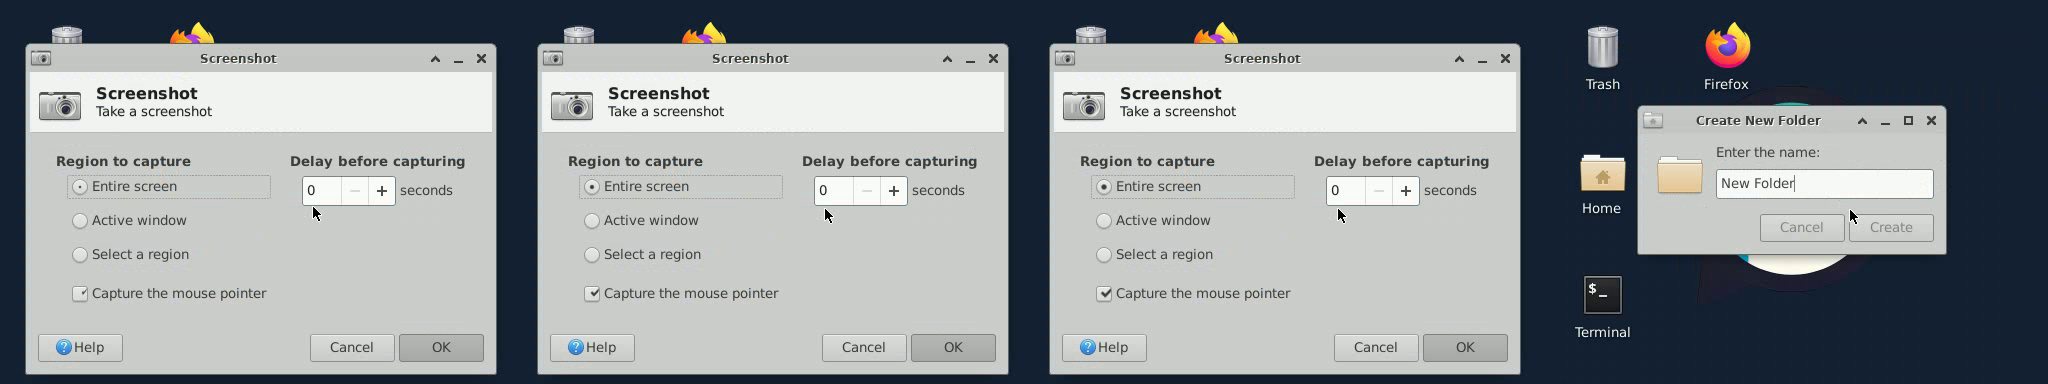 Screenshot
Screenshot
Take a screenshot
Region to capture
Delay before capturing
Entire screen
0
seconds
Active window
Select a region
Capture the mouse pointer
Help
Cancel
OK
Screenshot
Screenshot
Take a screenshot
Region to capture
Delay before capturing
Entire screen
0
seconds
Active window
Select a region
Capture the mouse pointer
Help
Cancel
OK
Screenshot
Screenshot
Take a screenshot
Region to capture
Delay before capturing
Entire screen
0
seconds
Active window
Select a region
Capture the mouse pointer
Help
Cancel
OK
Trash
Firefox
Home
Terminal
Create New Folder
Enter the name:
New Folder
Cancel
Create